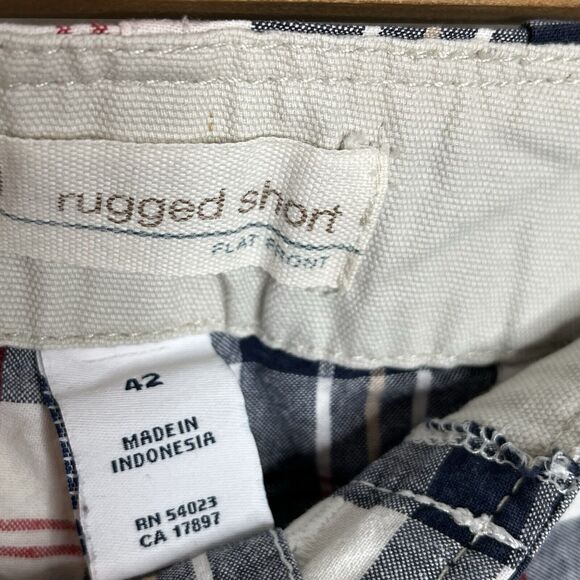 rugged short
FLAT FRONT
42
MADE IN
INDONESIA
RN 54023
CA 17897